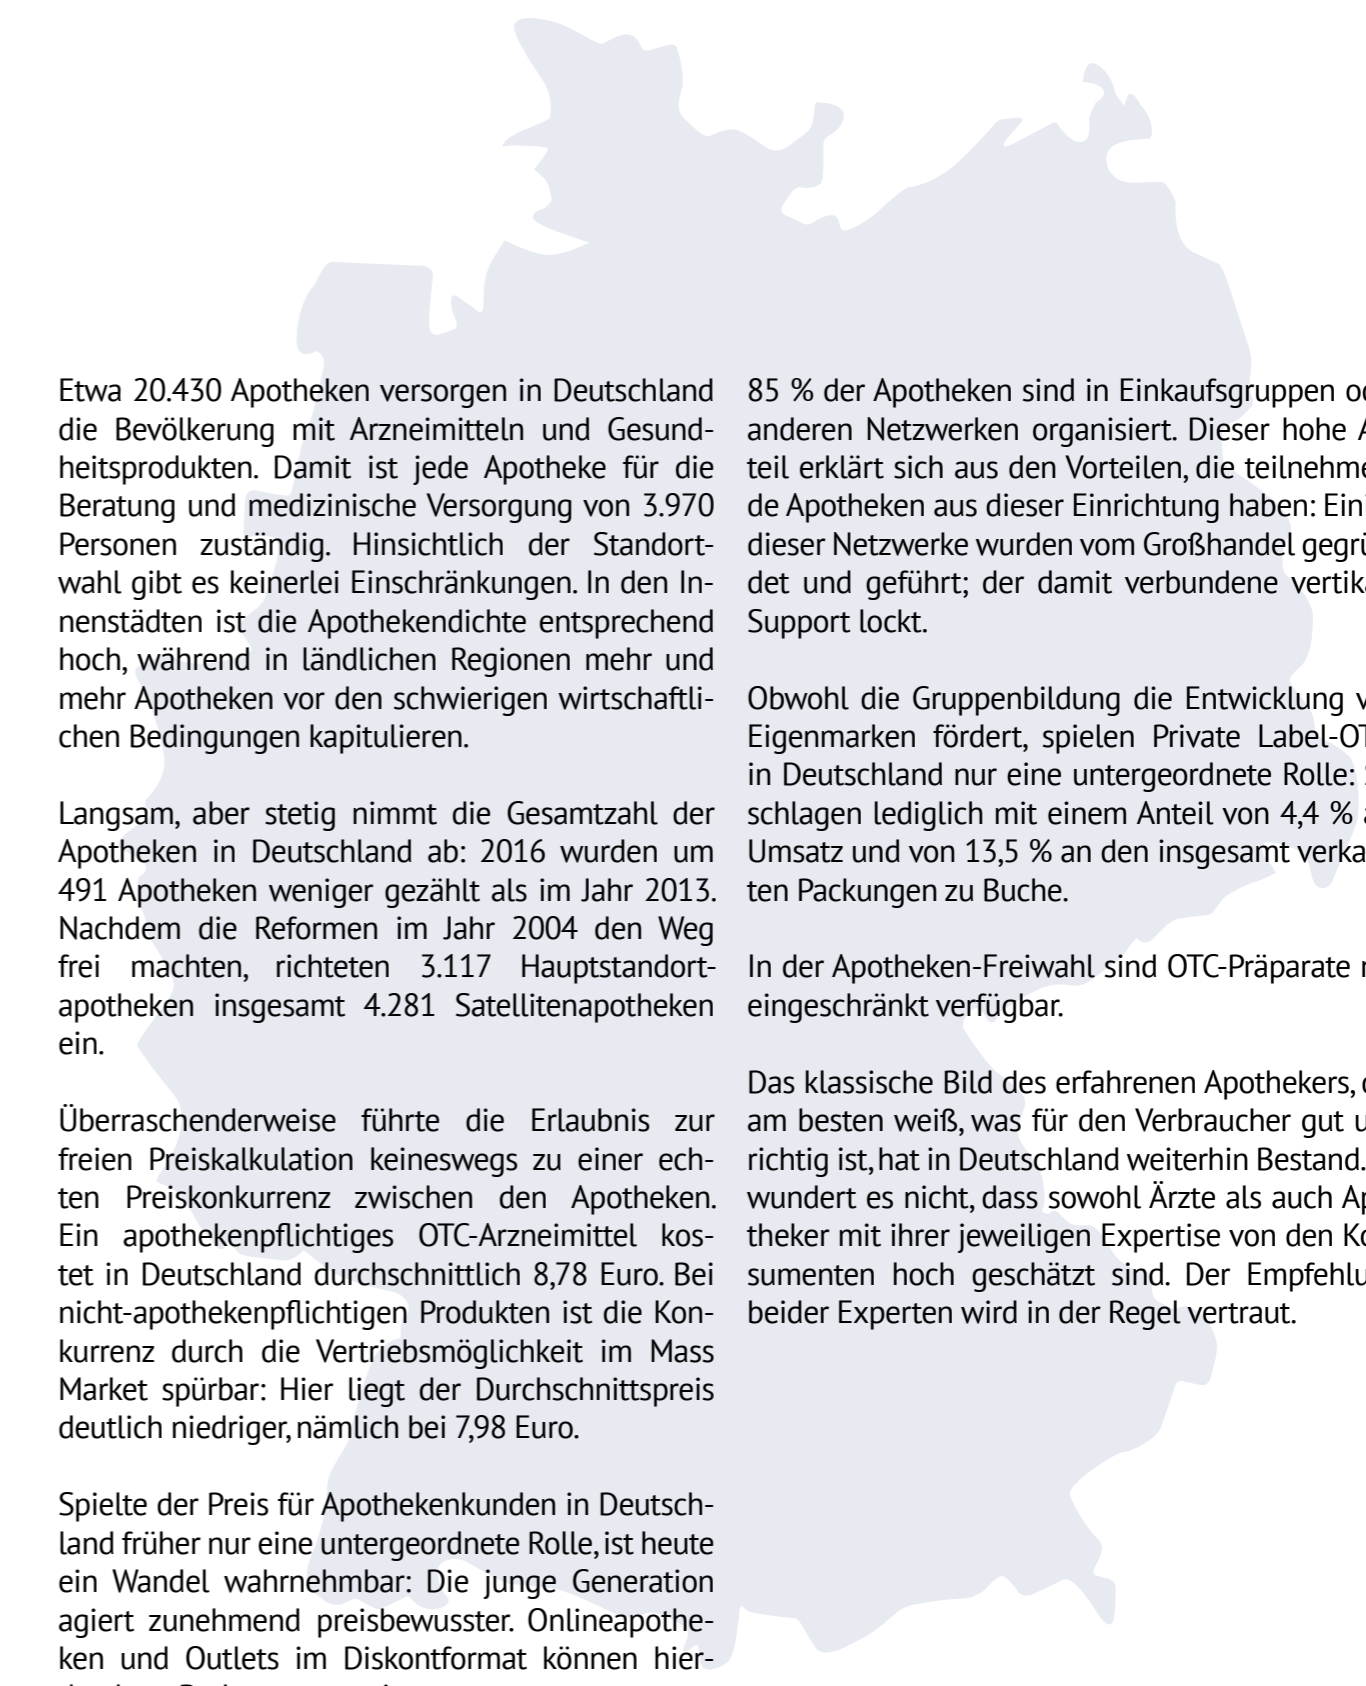 Etwa 20.430 Apotheken versorgen in Deutschland
die Bevölkerung mit Arzneimitteln und Gesund-
heitsprodukten. Damit ist jede Apotheke für die
Beratung und medizinische Versorgung von 3.970
Personen zuständig. Hinsichtlich der Standort-
wahl gibt es keinerlei Einschränkungen. In den In-
nenstädten ist die Apothekendichte entsprechend
hoch, während in ländlichen Regionen mehr und
mehr Apotheken vor den schwierigen wirtschaftli-
chen Bedingungen kapitulieren.
Langsam, aber stetig nimmt die Gesamtzahl der
Apotheken in Deutschland ab: 2016 wurden um
491 Apotheken weniger gezählt als im Jahr 2013.
Nachdem die Reformen im Jahr 2004 den Weg
frei machten, richteten 3.117 Hauptstandort-
apotheken insgesamt 4.281 Satellitenapotheken
ein.
Überraschenderweise führte die Erlaubnis zur
freien Preiskalkulation keineswegs zu einer ech-
ten Preiskonkurrenz zwischen den Apotheken.
Ein apothekenpflichtiges OTC-Arzneimittel kos-
tet in Deutschland durchschnittlich 8,78 Euro. Bei
nicht-apothekenpflichtigen Produkten ist die Kon-
kurrenz durch die Vertriebsmöglichkeit im Mass
Market spürbar: Hier liegt der Durchschnittspreis
deutlich niedriger, nämlich bei 7,98 Euro.
Spielte der Preis für Apothekenkunden in Deutsch-
land früher nur eine untergeordnete Rolle, ist heute
ein Wandel wahrnehmbar: Die junge Generation
agiert zunehmend preisbewusster. Onlineapothe-
ken und Outlets im Diskontformat können hier-
85 % der Apotheken sind in Einkaufsgruppen
anderen Netzwerken organisiert. Dieser hohe
teil erklärt sich aus den Vorteilen, die
de Apotheken aus dieser Einrichtung haben:
dieser Netzwerke wurden vom Großhandel
det und geführt; der damit verbundene
Support lockt.
Obwohl die Gruppenbildung die Entwicklung
Eigenmarken fördert, spielen Private
in Deutschland nur eine untergeordnete Rolle:
schlagen lediglich mit einem Anteil von 4,4 %
Umsatz und von 13,5 % an den insgesamt
ten Packungen zu Buche.
In der Apotheken-Freiwahl sind OTC-Präparate
eingeschränkt verfügbar.
Das klassische Bild des erfahrenen Apothekers,
am besten weiß, was für den Verbraucher gut
richtig ist, hat in Deutschland weiterhin Bestand.
wundert es nicht, dass sowohl Ärzte als auch
theker mit ihrer jeweiligen Expertise von den
sumenten hoch geschätzt sind. Der
beider Experten wird in der Regel vertraut.